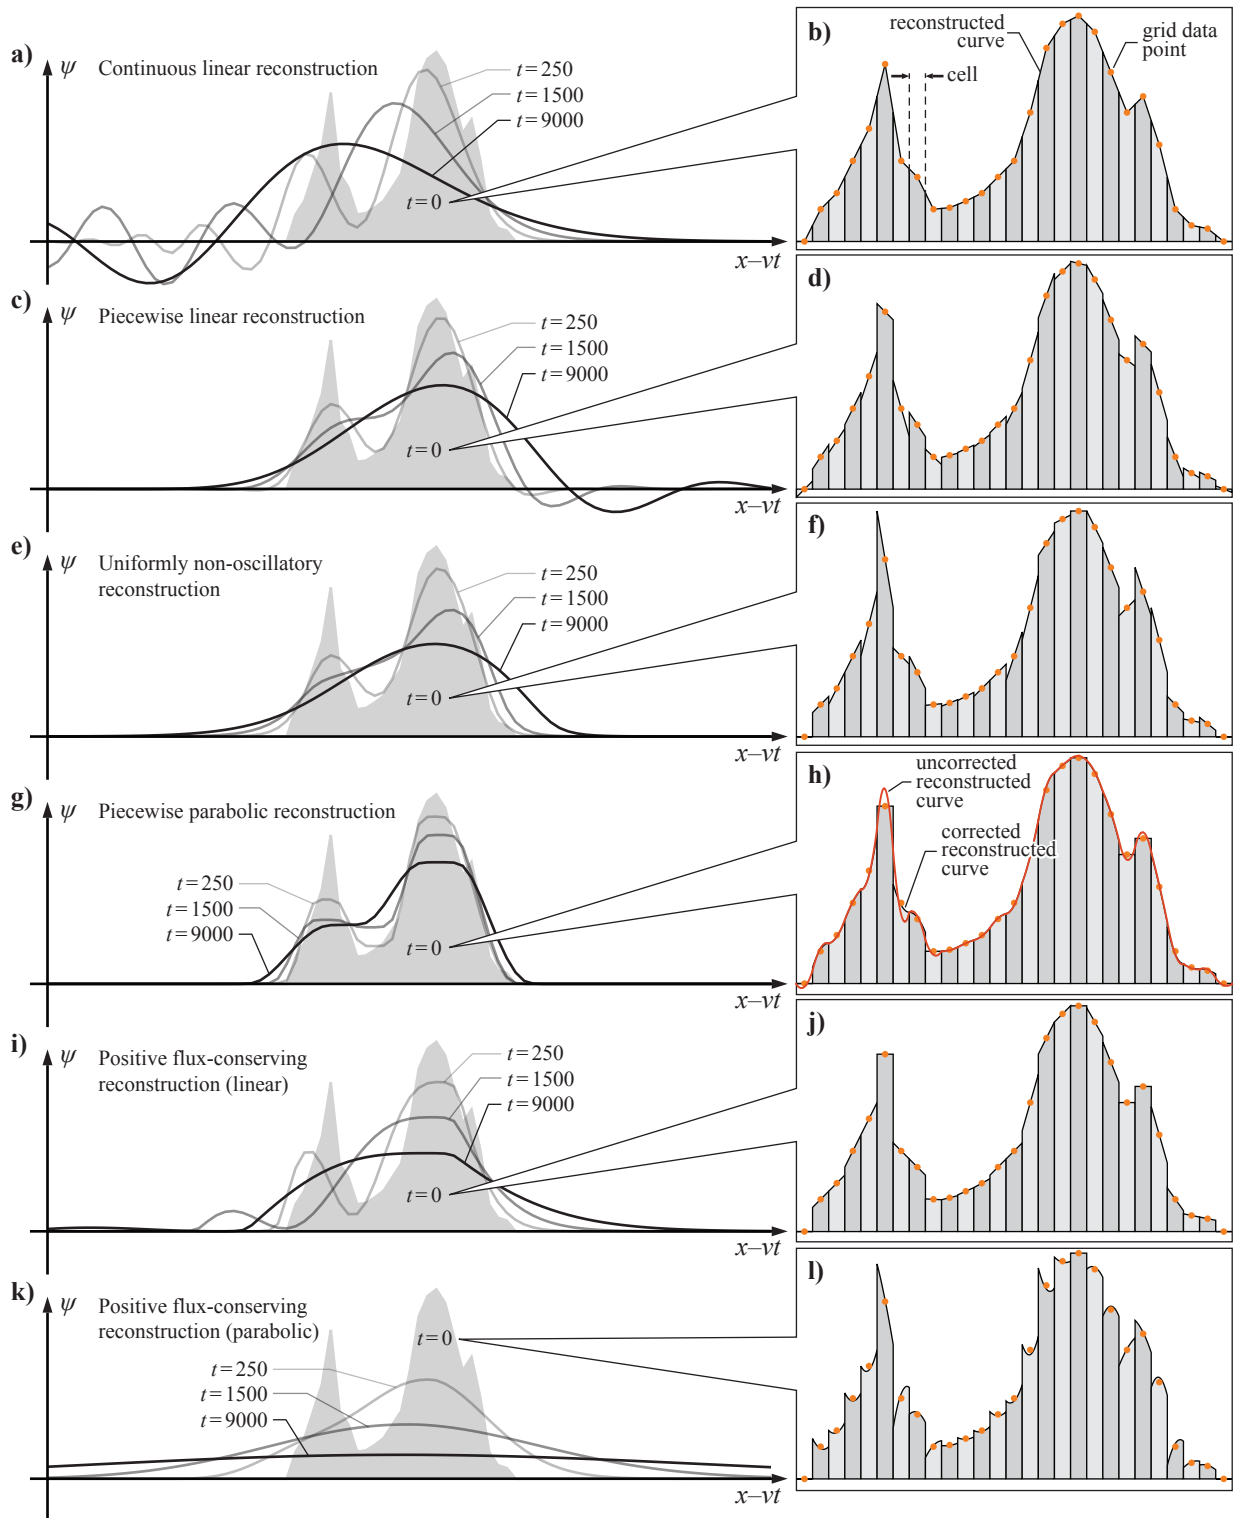 a)
ψ
Continuous linear reconstruction
t=250
t=1500
t=9000
t=0
x–vt
b)
reconstructed
curve
grid data
point
cell
c)
ψ
Piecewise linear reconstruction
t=250
t=1500
t=9000
t=0
x–vt
d)
e)
ψ
Uniformly non-oscillatory
reconstruction
t=250
t=1500
t=9000
t=0
x–vt
f)
g)
ψ
Piecewise parabolic reconstruction
t=250
t=1500
t=9000
t=0
x–vt
h)
uncorrected
reconstructed
curve
corrected
reconstructed
curve
i)
ψ
Positive flux-conserving
reconstruction (linear)
t=250
t=1500
t=9000
t=0
x–vt
j)
k)
ψ
Positive flux-conserving
reconstruction (parabolic)
t=0
t=250
t=1500
t=9000
x–vt
l)